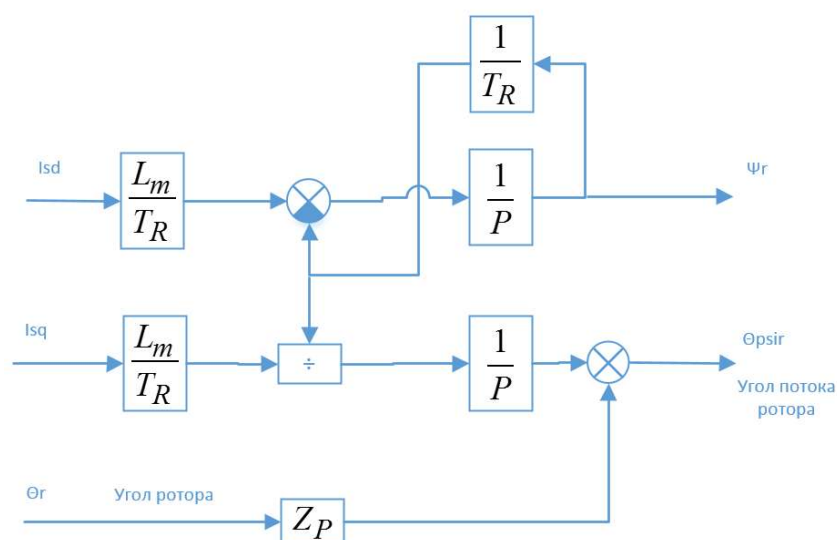 1
T_R
Isd
L_m
T_R
1
P
Ψr
Isq
L_m
T_R
÷
1
P
Θpsir
Угол потока
ротора
Θr
Угол ротора
Z_P